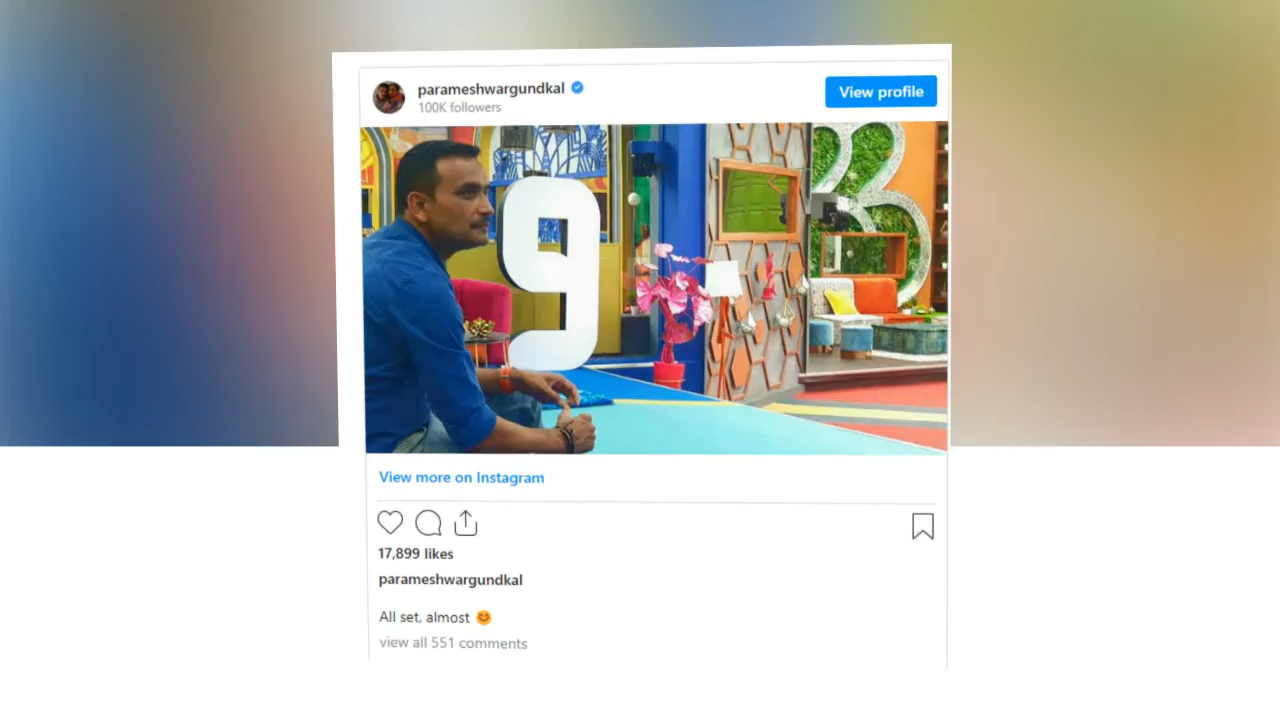 parameshwargundkal
100K followers
View profile
9
View more on Instagram
17,899 likes
parameshwargundkal
All set, almost 😊
view all 551 comments